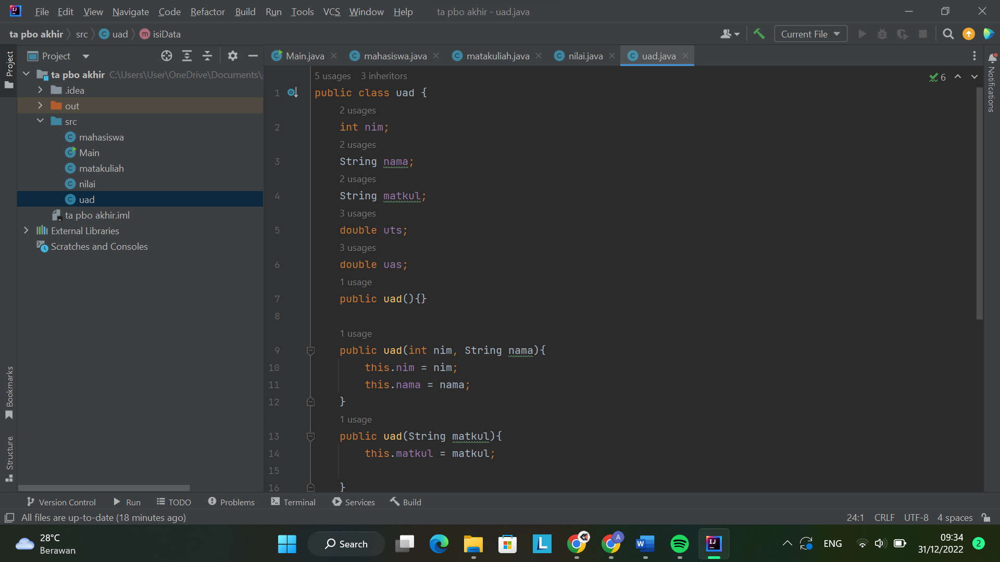 File Edit View Navigate Code Refactor Build Run Tools VCS Window Help ta pbo akhir - uad.java
ta pbo akhir src uad isiData
Current File
Project
Main.java mahasiswa.java matakuliah.java nilai.java uad.java
Project
ta pbo akhir C:\Users\User\OneDrive\Documents\
.idea
out
src
mahasiswa
Main
matakuliah
nilai
uad
ta pbo akhir.iml
External Libraries
Scratches and Consoles
Bookmarks
Structure
5 usages 3 inheritors
6
1 public class uad {
2 usages
2 int nim;
2 usages
3 String nama;
2 usages
4 String matkul;
3 usages
5 double uts;
3 usages
6 double uas;
1 usage
7 public uad(){}
8
1 usage
9 public uad(int nim, String nama){
10 this.nim = nim;
11 this.nama = nama;
12 }
1 usage
13 public uad(String matkul){
14 this.matkul = matkul;
15
16 }
Notifications
Version Control Run TODO Problems Terminal Services Build
All files are up-to-date (18 minutes ago)
24:1 CRLF UTF-8 4 spaces
28°C
Berawan
Search
ENG
09:34
31/12/2022
2